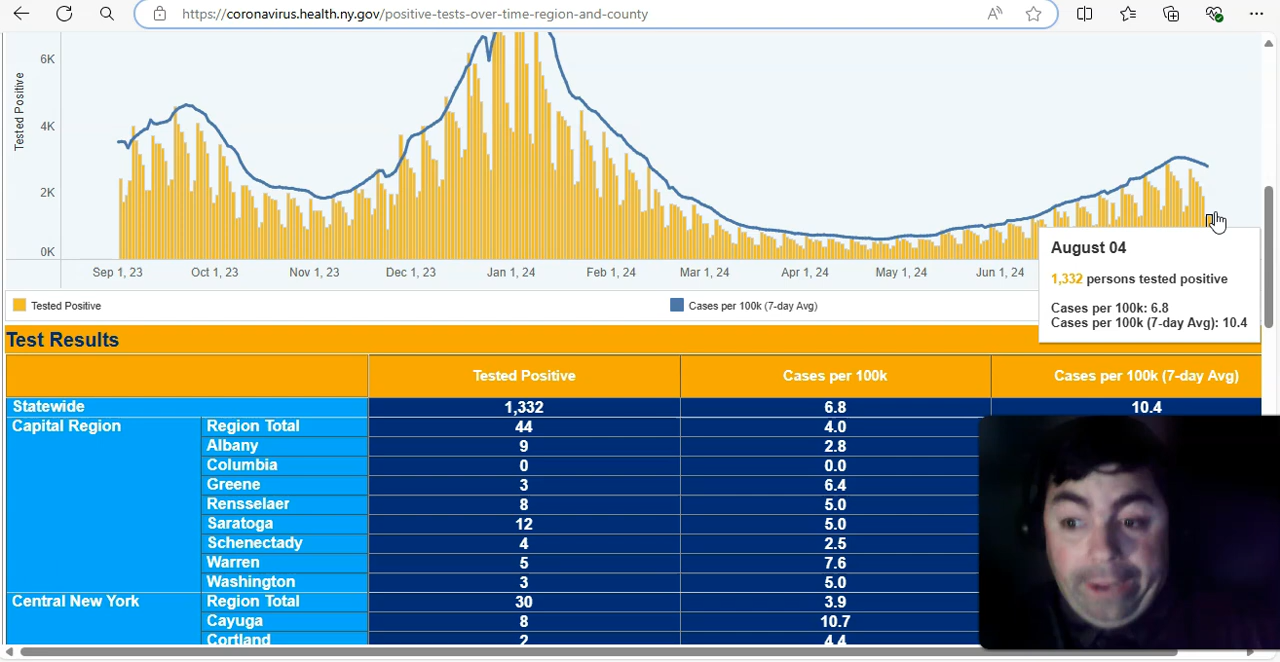 https://coronavirus.health.ny.gov/positive-tests-over-time-region-and-county
6K
4K
2K
0K
Tested Positive
Sep 1, 23 Oct 1, 23 Nov 1, 23 Dec 1, 23 Jan 1, 24 Feb 1, 24 Mar 1, 24 Apr 1, 24 May 1, 24 Jun 1, 24
August 04
1,332 persons tested positive
Cases per 100k: 6.8
Cases per 100k (7-day Avg): 10.4
Tested Positive Cases per 100k (7-day Avg)
Test Results
Tested Positive Cases per 100k Cases per 100k (7-day Avg)
Statewide 1,332 6.8 10.4
Capital Region Region Total 44 4.0
Albany 9 2.8
Columbia 0 0.0
Greene 3 6.4
Rensselaer 8 5.0
Saratoga 12 5.0
Schenectady 4 2.5
Warren 5 7.6
Washington 3 5.0
Central New York Region Total 30 3.9
Cayuga 8 10.7
Cortland 2 4.4